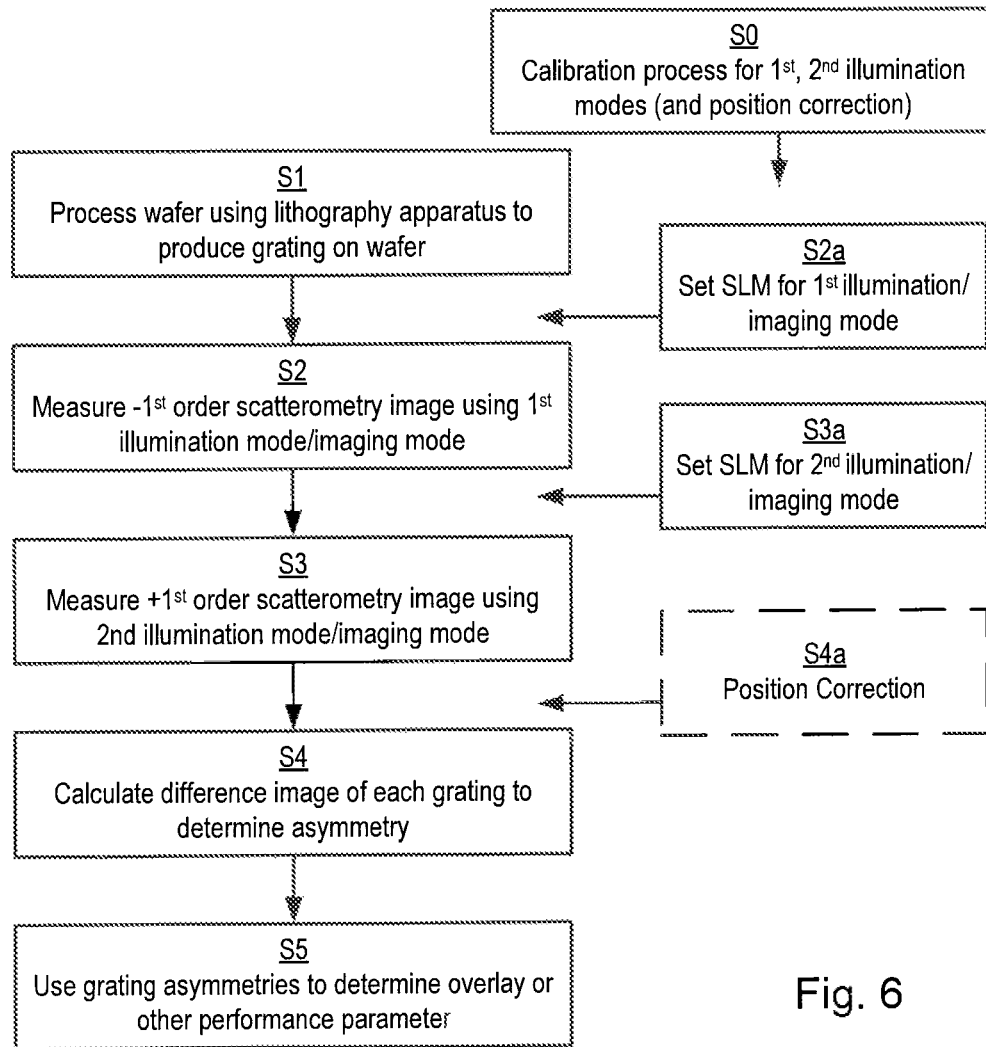 S0
Calibration process for 1st, 2nd illumination
modes (and position correction)
S1
Process wafer using lithography apparatus to
produce grating on wafer
S2a
Set SLM for 1st illumination/
imaging mode
S2
Measure -1st order scatterometry image using 1st
illumination mode/imaging mode
S3a
Set SLM for 2nd illumination/
imaging mode
S3
Measure +1st order scatterometry image using
2nd illumination mode/imaging mode
S4a
Position Correction
S4
Calculate difference image of each grating to
determine asymmetry
S5
Use grating asymmetries to determine overlay or
other performance parameter
Fig. 6